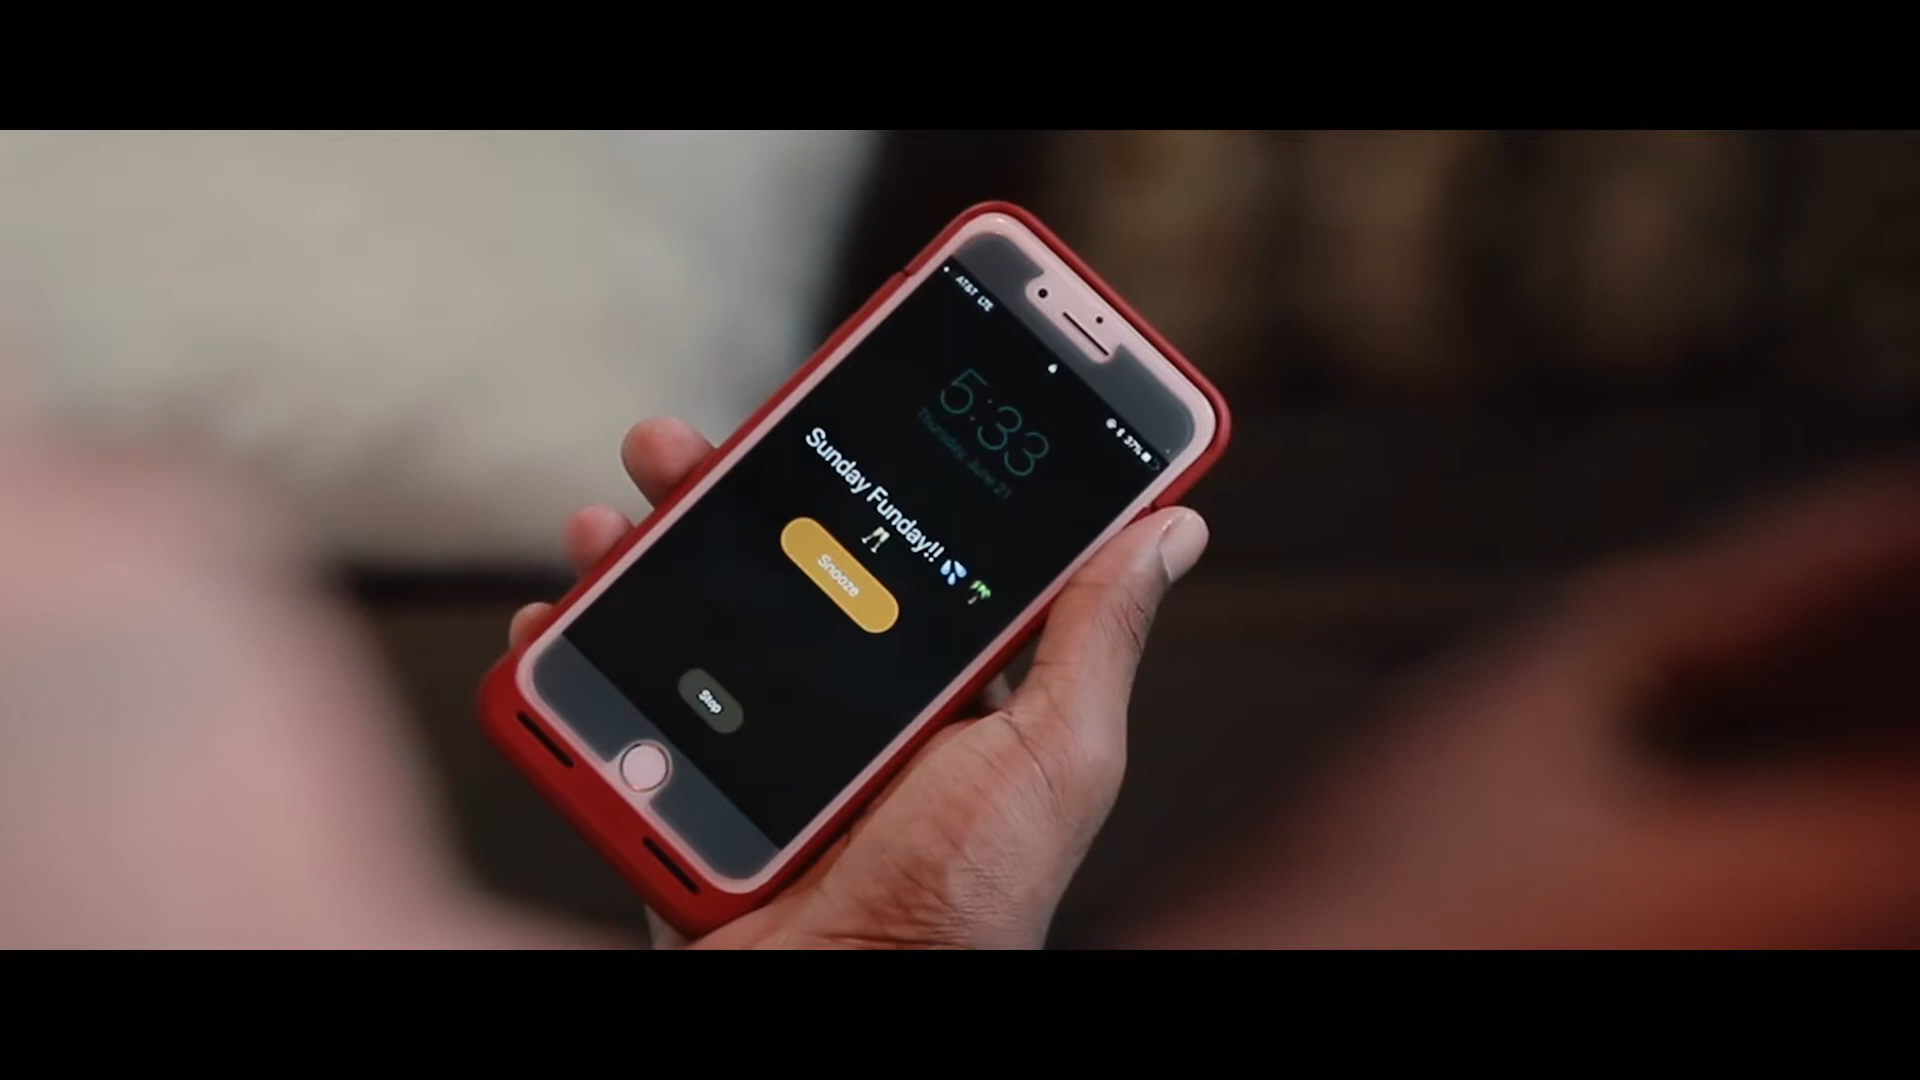 AT&T LTE
37%
5:33
Thursday, June 21
Sunday Funday!! 💦 🌴
🥂
Snooze
Stop